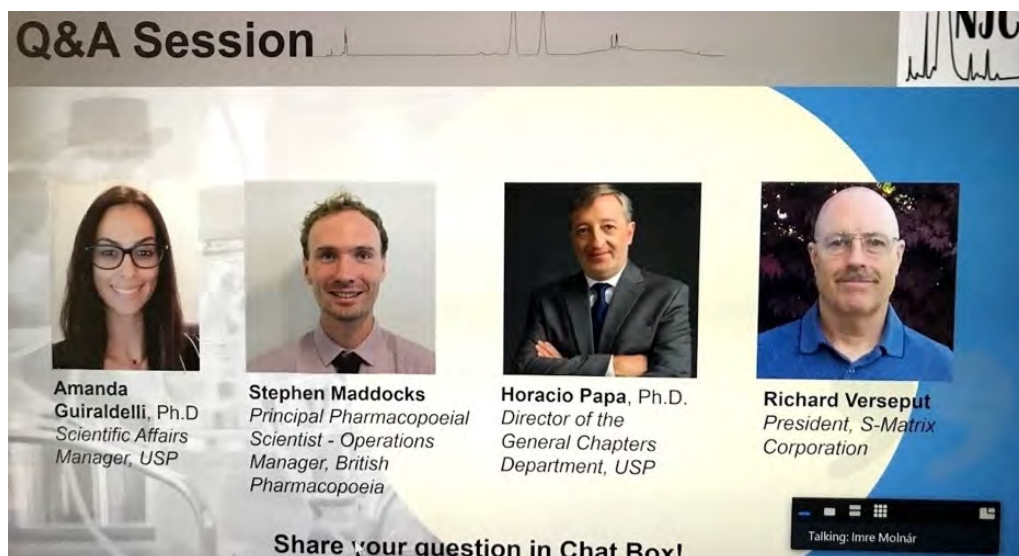 Q&A Session
NJC
Amanda
Guiraldelli, Ph.D
Scientific Affairs
Manager, USP
Stephen Maddocks
Principal Pharmacopoeial
Scientist - Operations
Manager, British
Pharmacopoeia
Horacio Papa, Ph.D.
Director of the
General Chapters
Department, USP
Richard Verseput
President, S-Matrix
Corporation
Talking: Imre Molnár
Share your question in Chat Box!